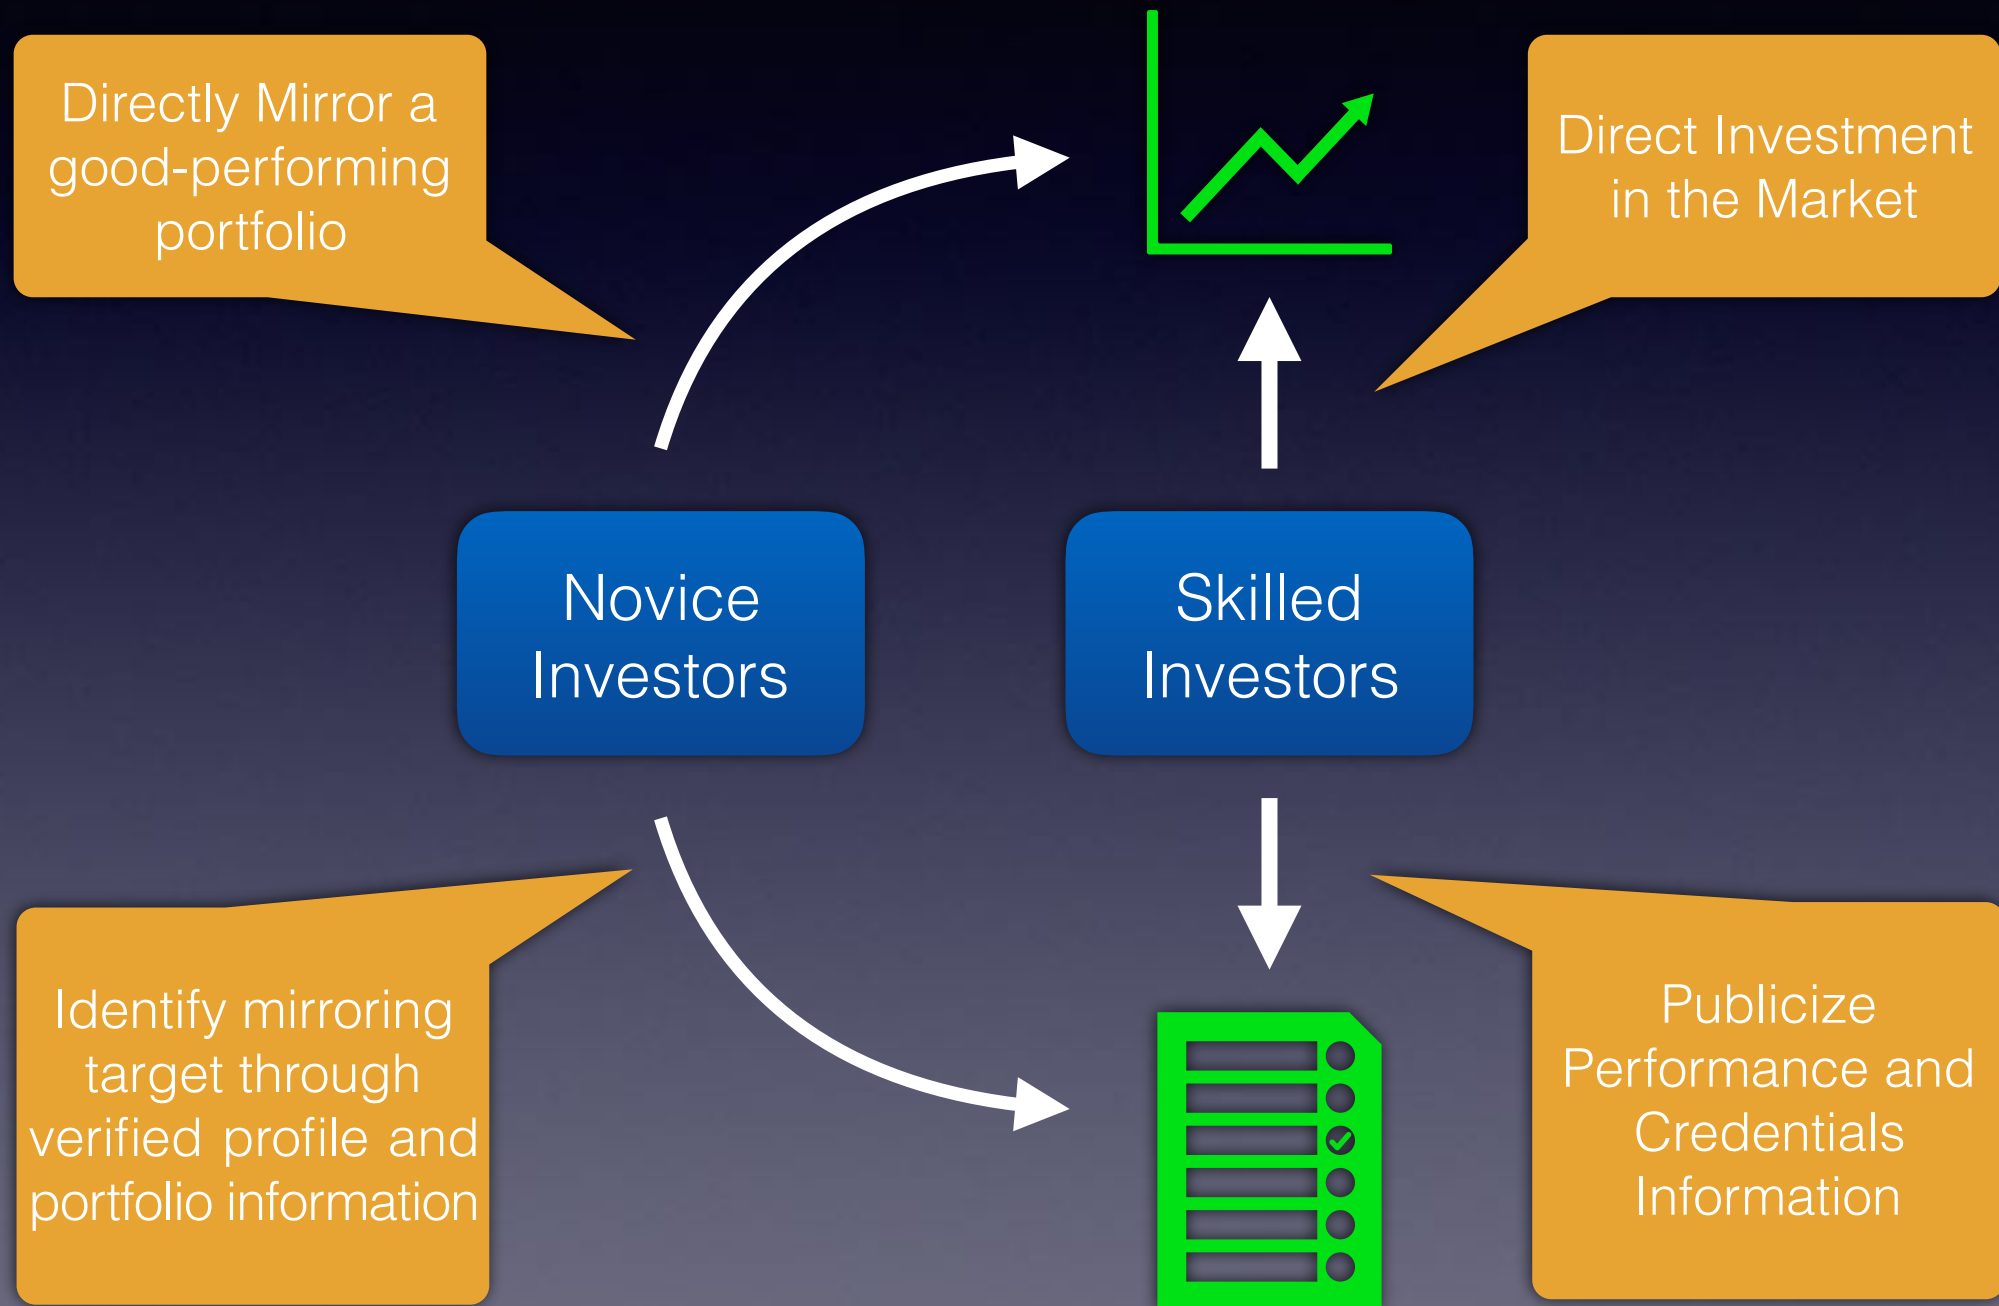 Directly Mirror a
good-performing
portfolio
Direct Investment
in the Market
Novice
Investors
Skilled
Investors
Identify mirroring
target through
verified profile and
portfolio information
Publicize
Performance and
Credentials
Information